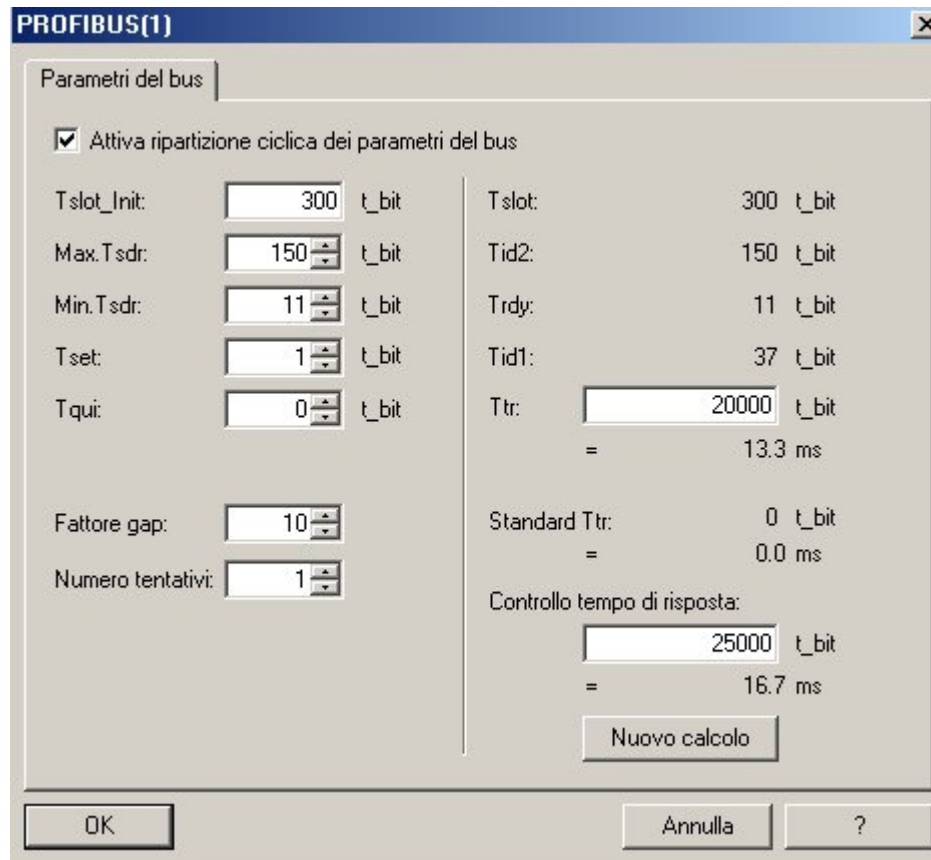 PROFIBUS(1)
Parametri del bus
Attiva ripartizione ciclica dei parametri del bus
Tslot_Init: 300 t_bit
Max.Tsdr: 150 t_bit
Min.Tsdr: 11 t_bit
Tset: 1 t_bit
Tqui: 0 t_bit
Fattore gap: 10
Numero tentativi: 1
Tslot: 300 t_bit
Tid2: 150 t_bit
Trdy: 11 t_bit
Tid1: 37 t_bit
Ttr: 20000 t_bit
= 13.3 ms
Standard Ttr: 0 t_bit
= 0.0 ms
Controllo tempo di risposta:
25000 t_bit
= 16.7 ms
Nuovo calcolo
OK Annulla ?